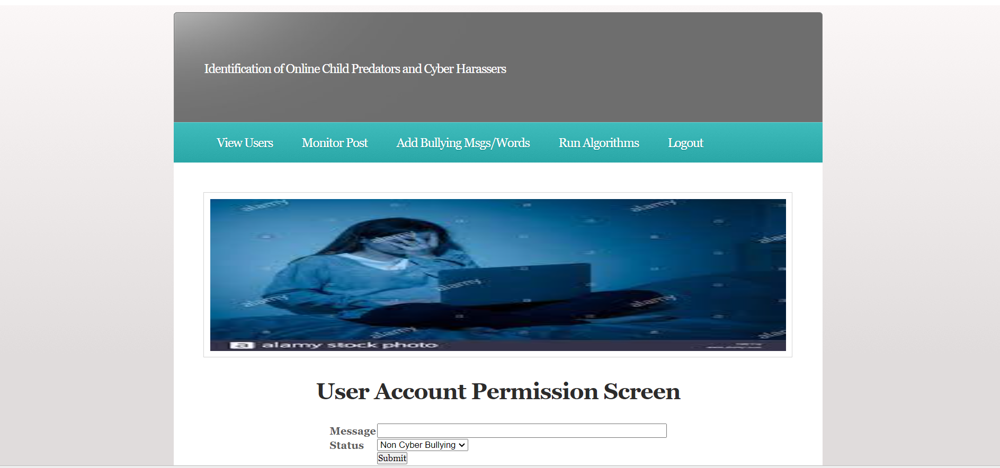 Identification of Online Child Predators and Cyber Harassers
View Users Monitor Post Add Bullying Msgs/Words Run Algorithms Logout
alamy alamy
alamy
alamy
alamy
alamy alamy
alamy
a alamy stock photo
User Account Permission Screen
Message
Status Non Cyber Bullying
Submit